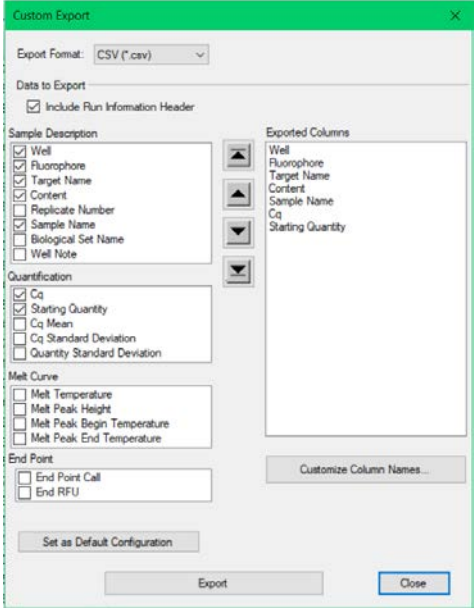 Custom Export
Export Format: CSV (*.csv)
Data to Export
Include Run Information Header
Sample Description
Well
Fluorophore
Target Name
Content
Replicate Number
Sample Name
Biological Set Name
Well Note
Quantification
Cq
Starting Quantity
Cq Mean
Cq Standard Deviation
Quantity Standard Deviation
Melt Curve
Melt Temperature
Melt Peak Height
Melt Peak Begin Temperature
Melt Peak End Temperature
End Point
End Point Call
End RFU
Exported Columns
Well
Fluorophore
Target Name
Content
Sample Name
Cq
Starting Quantity
Customize Column Names...
Set as Default Configuration
Export
Close